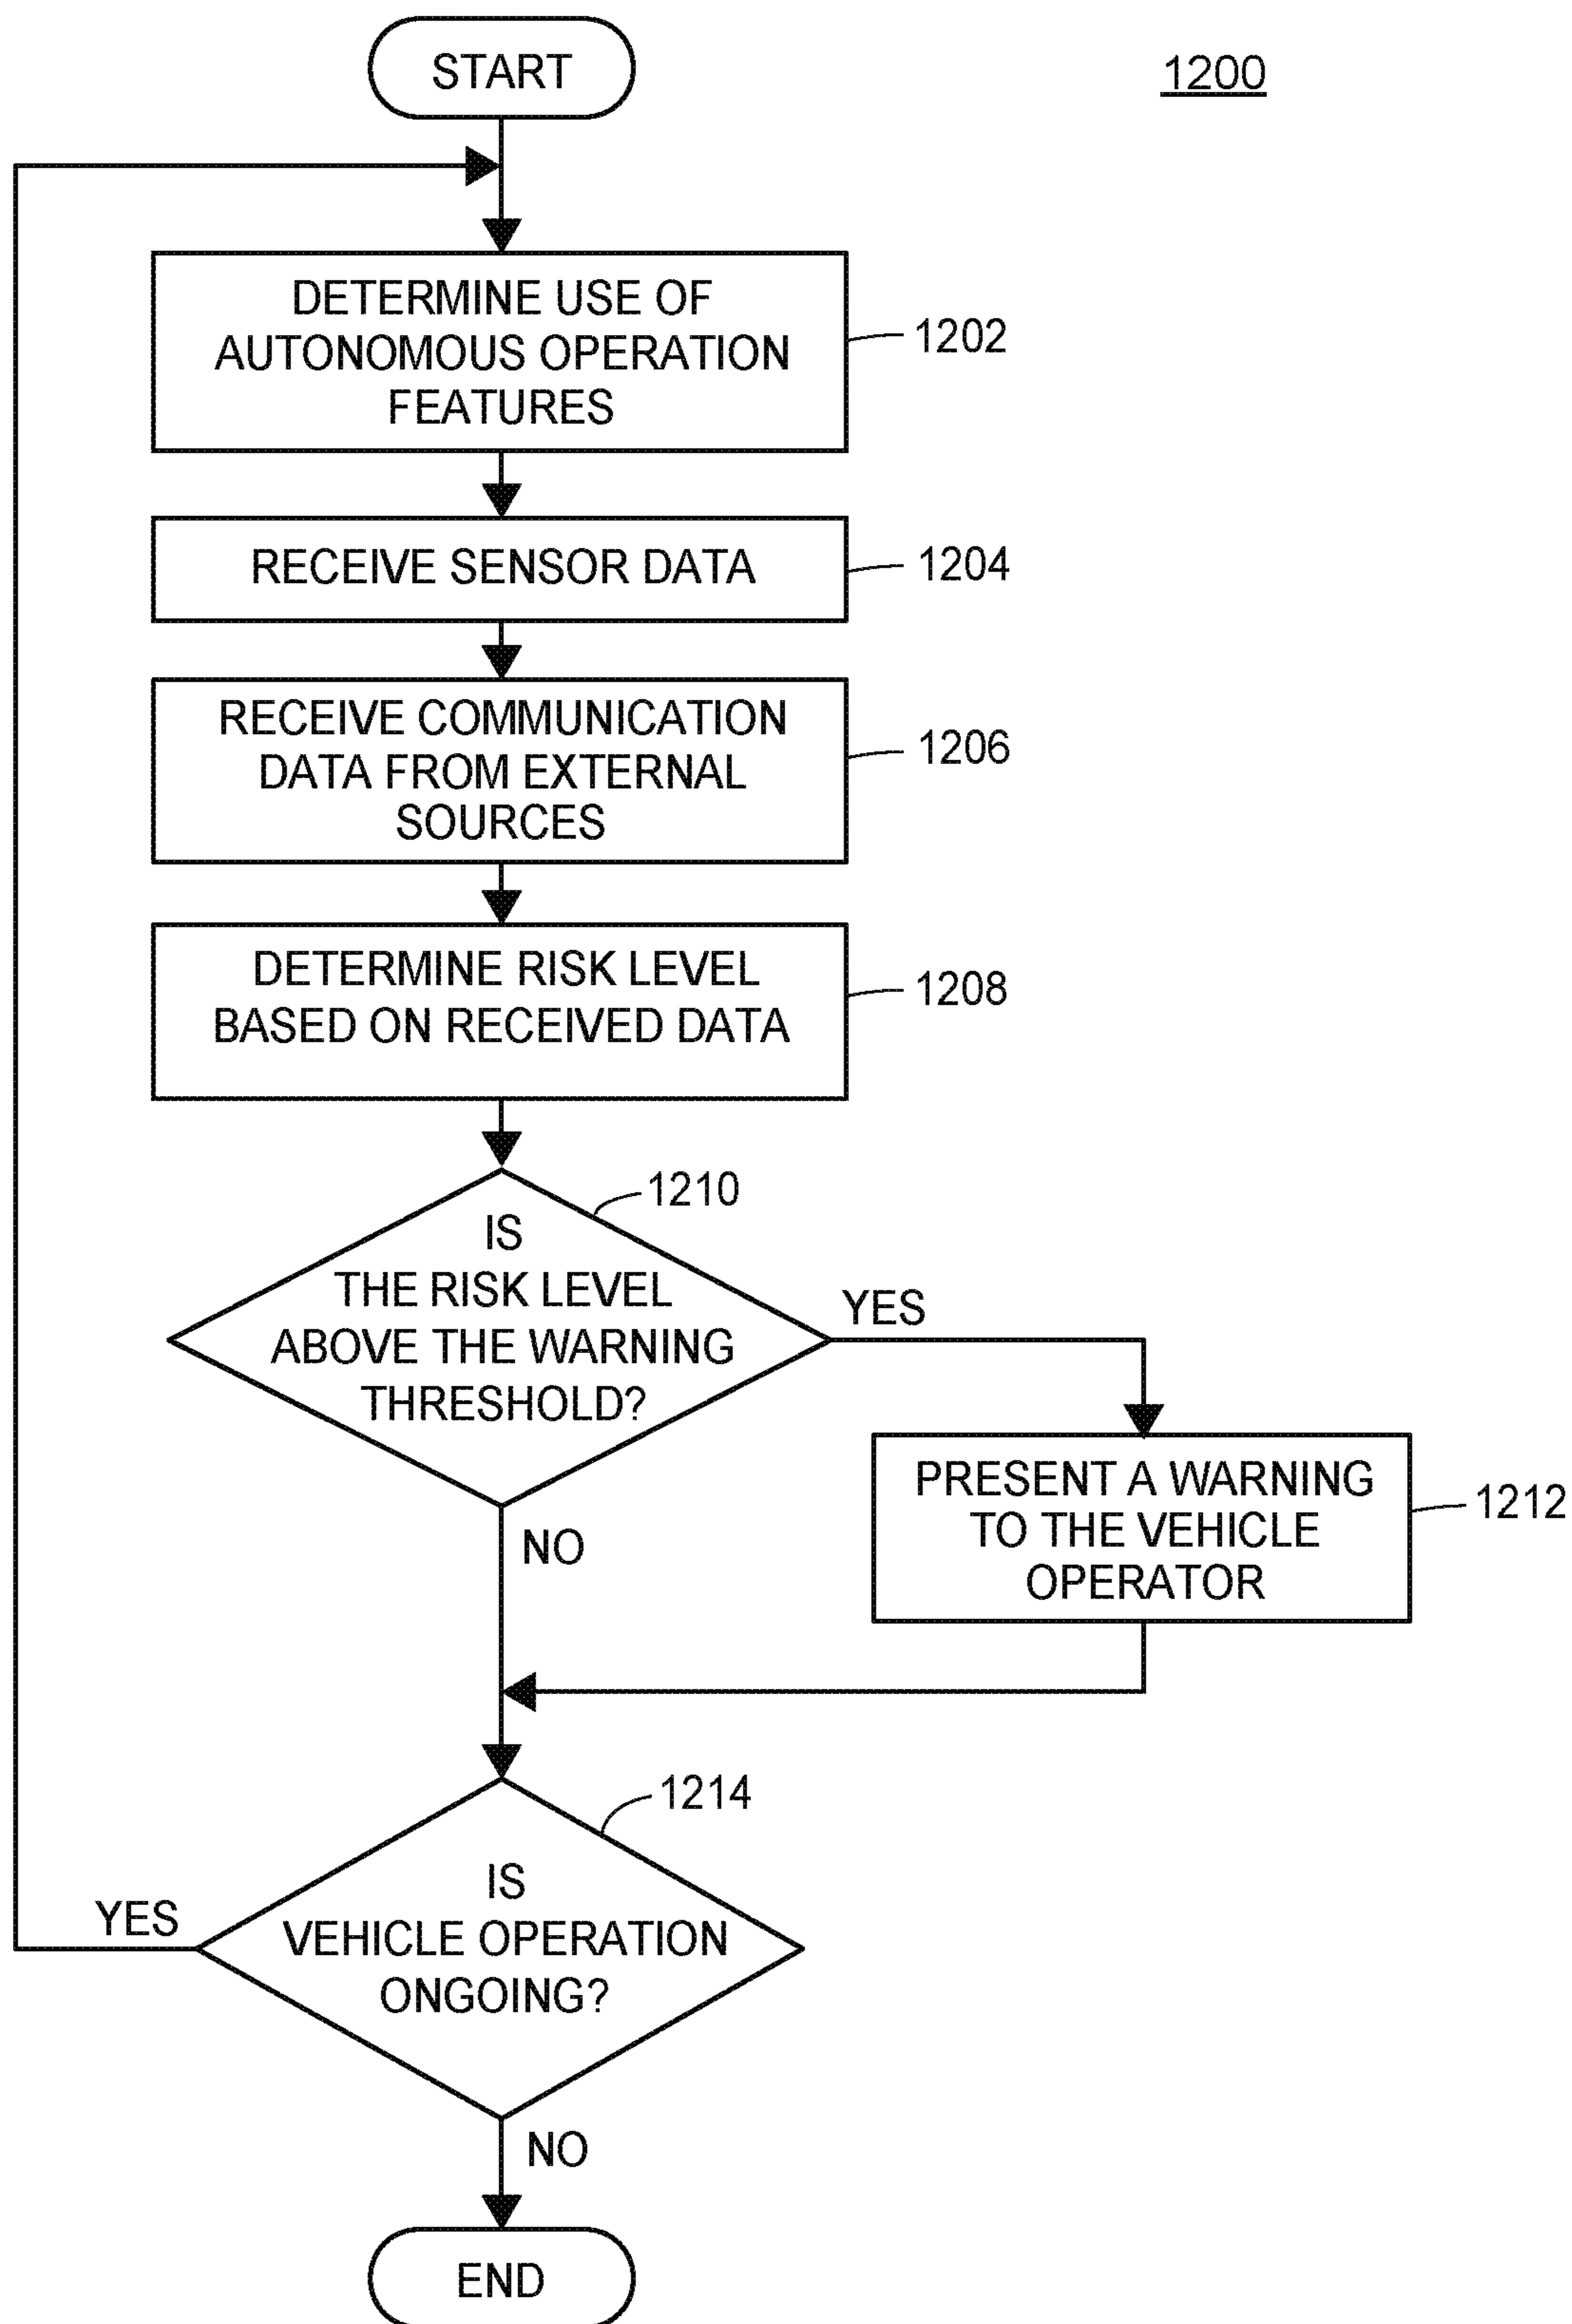 START
1200
DETERMINE USE OF
AUTONOMOUS OPERATION
FEATURES
1202
RECEIVE SENSOR DATA
1204
RECEIVE COMMUNICATION
DATA FROM EXTERNAL
SOURCES
1206
DETERMINE RISK LEVEL
BASED ON RECEIVED DATA
1208
1210
IS
THE RISK LEVEL
ABOVE THE WARNING
THRESHOLD?
YES
NO
PRESENT A WARNING
TO THE VEHICLE
OPERATOR
1212
1214
IS
VEHICLE OPERATION
ONGOING?
YES
NO
END